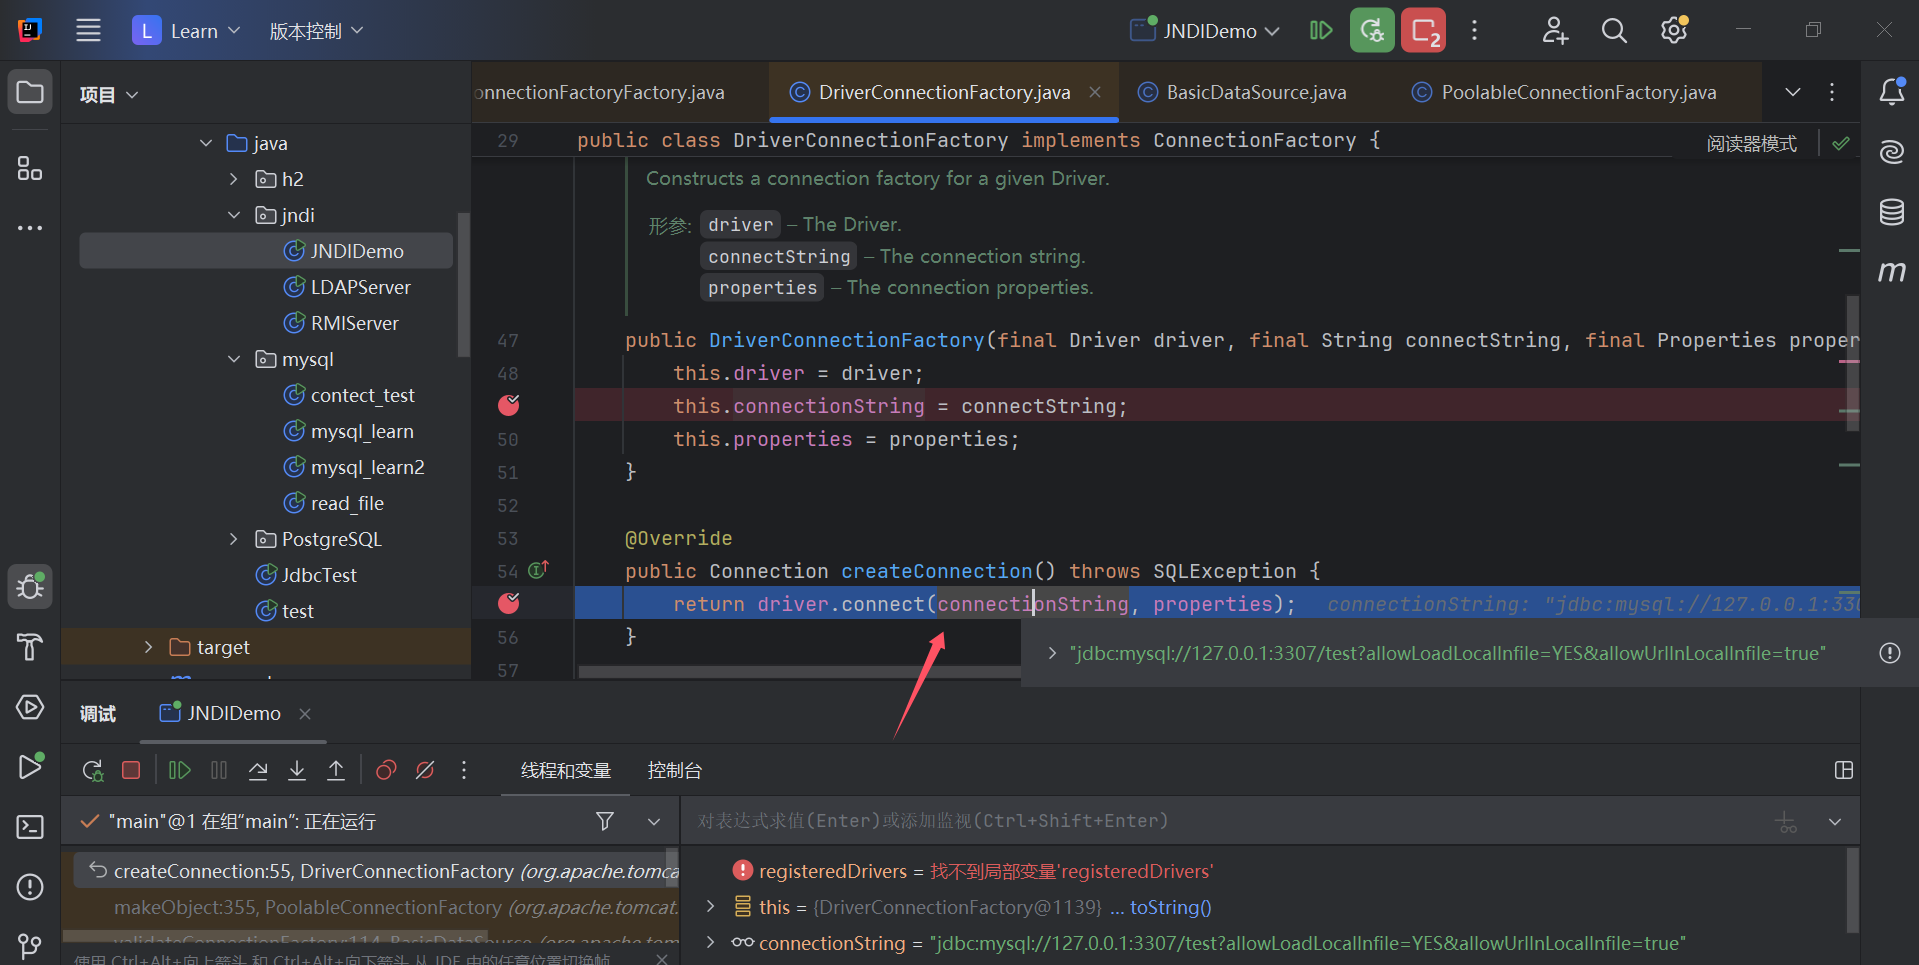 L Learn 版本控制 JNDIDemo 2
项目
java
h2
jndi
JNDIDemo
LDAPServer
RMIServer
mysql
contect_test
mysql_learn
mysql_learn2
read_file
PostgreSQL
JdbcTest
test
target
onnectionFactoryFactory.java DriverConnectionFactory.java BasicDataSource.java PoolableConnectionFactory.java
29 public class DriverConnectionFactory implements ConnectionFactory {
阅读器模式
Constructs a connection factory for a given Driver.
形参: driver – The Driver.
connectString – The connection string.
properties – The connection properties.
47 public DriverConnectionFactory(final Driver driver, final String connectString, final Properties proper
48 this.driver = driver;
this.connectionString = connectString;
50 this.properties = properties;
51 }
52
53 @Override
54 public Connection createConnection() throws SQLException {
return driver.connect(connectionString, properties); connectionString: "jdbc:mysql://127.0.0.1:330
56 }
"jdbc:mysql://127.0.0.1:3307/test?allowLoadLocalInfile=YES&allowUrlInLocalInfile=true"
57
调试 JNDIDemo
线程和变量 控制台
"main"@1 在组“main”: 正在运行
对表达式求值(Enter)或添加监视(Ctrl+Shift+Enter)
createConnection:55, DriverConnectionFactory (org.apache.tomca
makeObject:355, PoolableConnectionFactory (org.apache.tomcat.
validateConnectionFactory:114, BasicDataSource (org.apache.tom
使用 Ctrl+Alt+向上箭头 和 Ctrl+Alt+向下箭头 从 IDE 中的任意位置切换帧
registeredDrivers = 找不到局部变量'registeredDrivers'
this = {DriverConnectionFactory@1139} ... toString()
connectionString = "jdbc:mysql://127.0.0.1:3307/test?allowLoadLocalInfile=YES&allowUrlInLocalInfile=true"